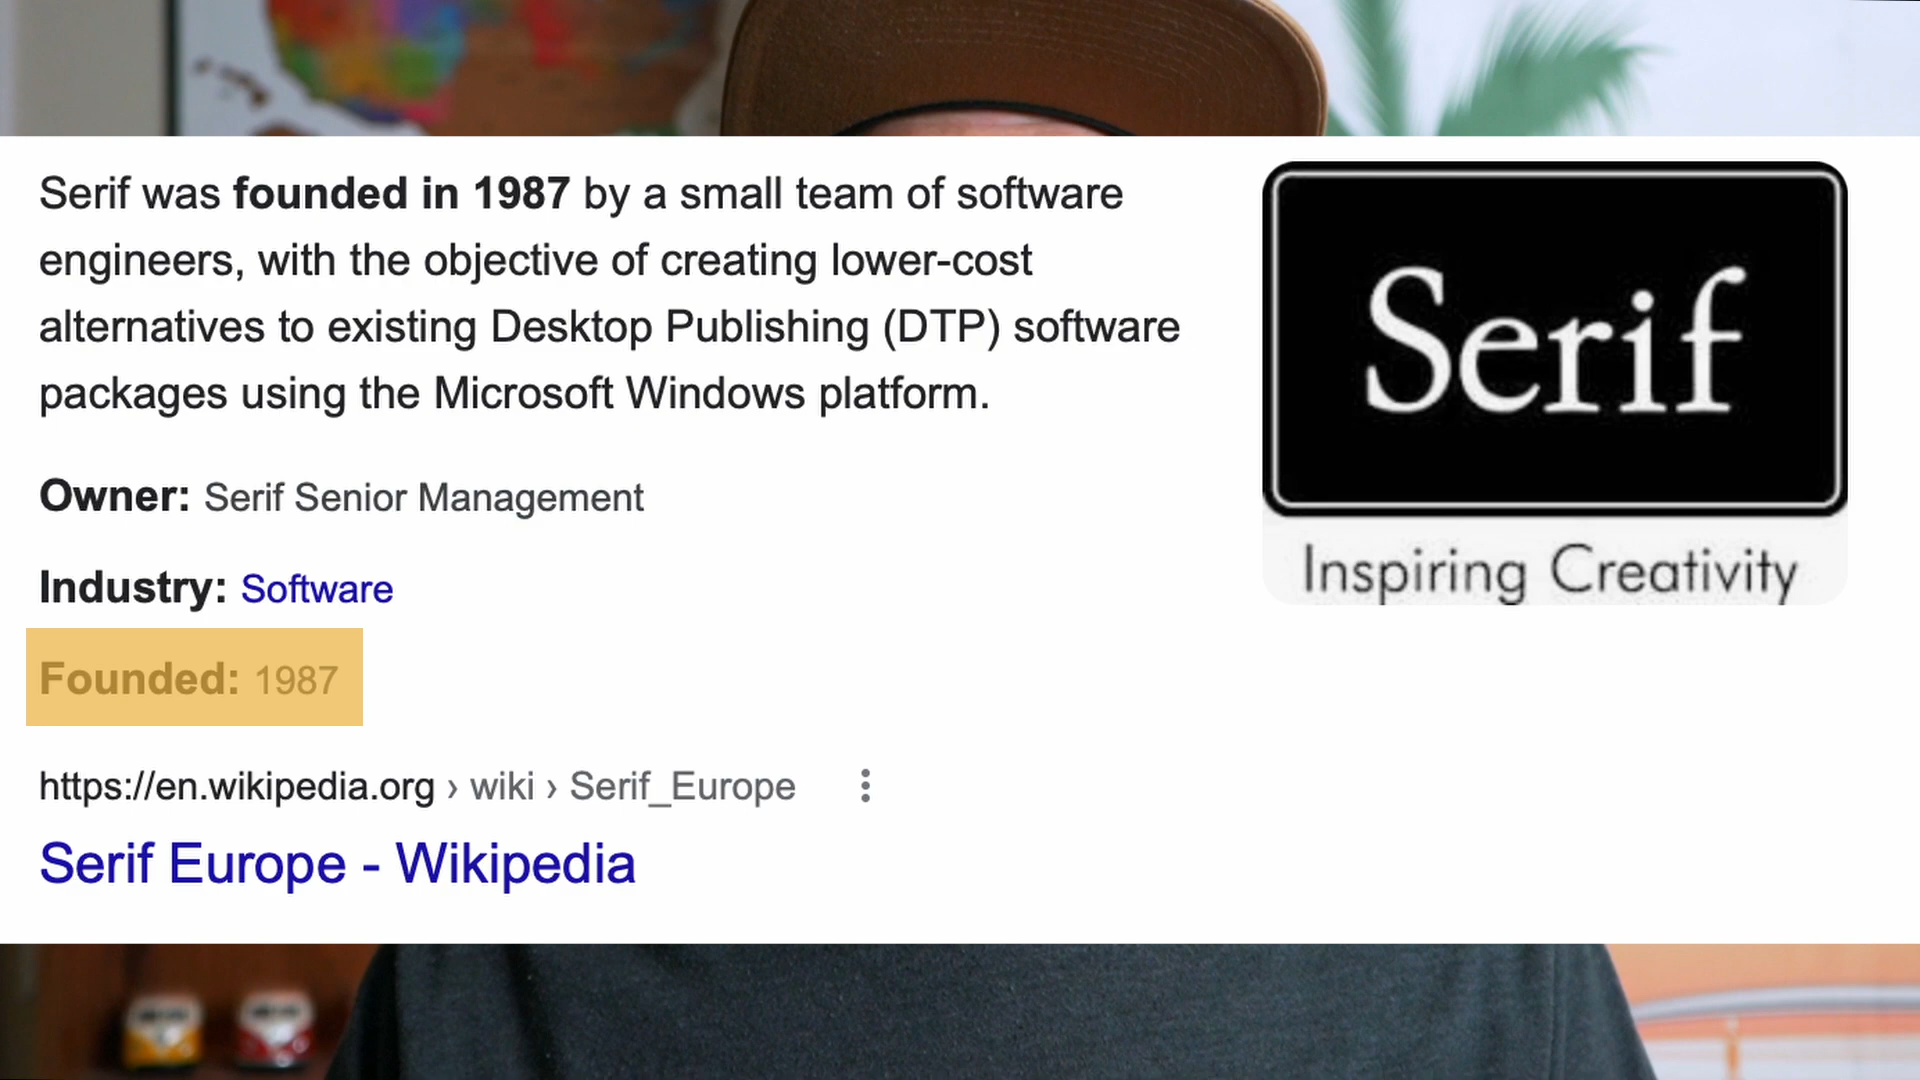 Serif was founded in 1987 by a small team of software
engineers, with the objective of creating lower-cost
alternatives to existing Desktop Publishing (DTP) software
packages using the Microsoft Windows platform.
Owner: Serif Senior Management
Industry: Software
Founded: 1987
https://en.wikipedia.org › wiki › Serif_Europe
Serif Europe - Wikipedia
Serif
Inspiring Creativity